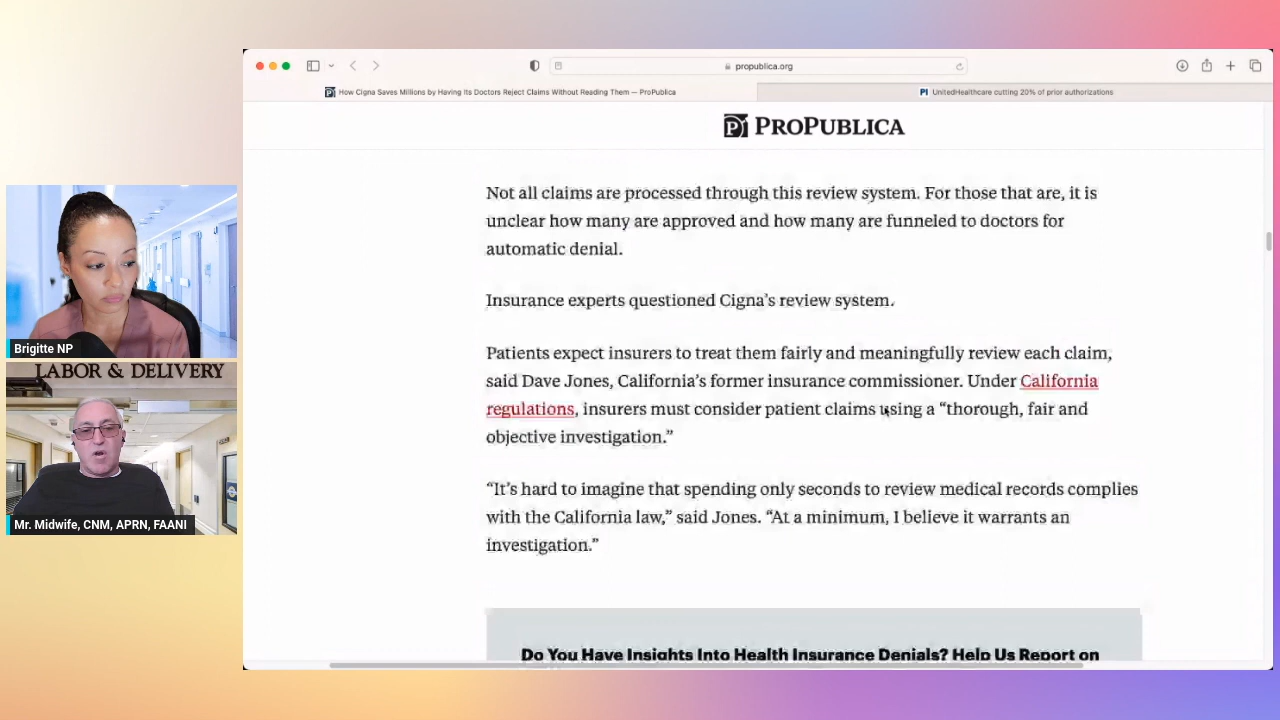 propublica.org
How Cigna Saves Millions by Having Its Doctors Reject Claims Without Reading Them — ProPublica
PI UnitedHealthcare cutting 20% of prior authorizations
PROPUBLICA
Not all claims are processed through this review system. For those that are, it is
unclear how many are approved and how many are funneled to doctors for
automatic denial.
Insurance experts questioned Cigna’s review system.
Patients expect insurers to treat them fairly and meaningfully review each claim,
said Dave Jones, California’s former insurance commissioner. Under California
regulations, insurers must consider patient claims using a “thorough, fair and
objective investigation.”
“It’s hard to imagine that spending only seconds to review medical records complies
with the California law,” said Jones. “At a minimum, I believe it warrants an
investigation.”
Do You Have Insights Into Health Insurance Denials? Help Us Report on
Brigitte NP
LABOR & DELIVERY
Mr. Midwife, CNM, APRN, FAANI